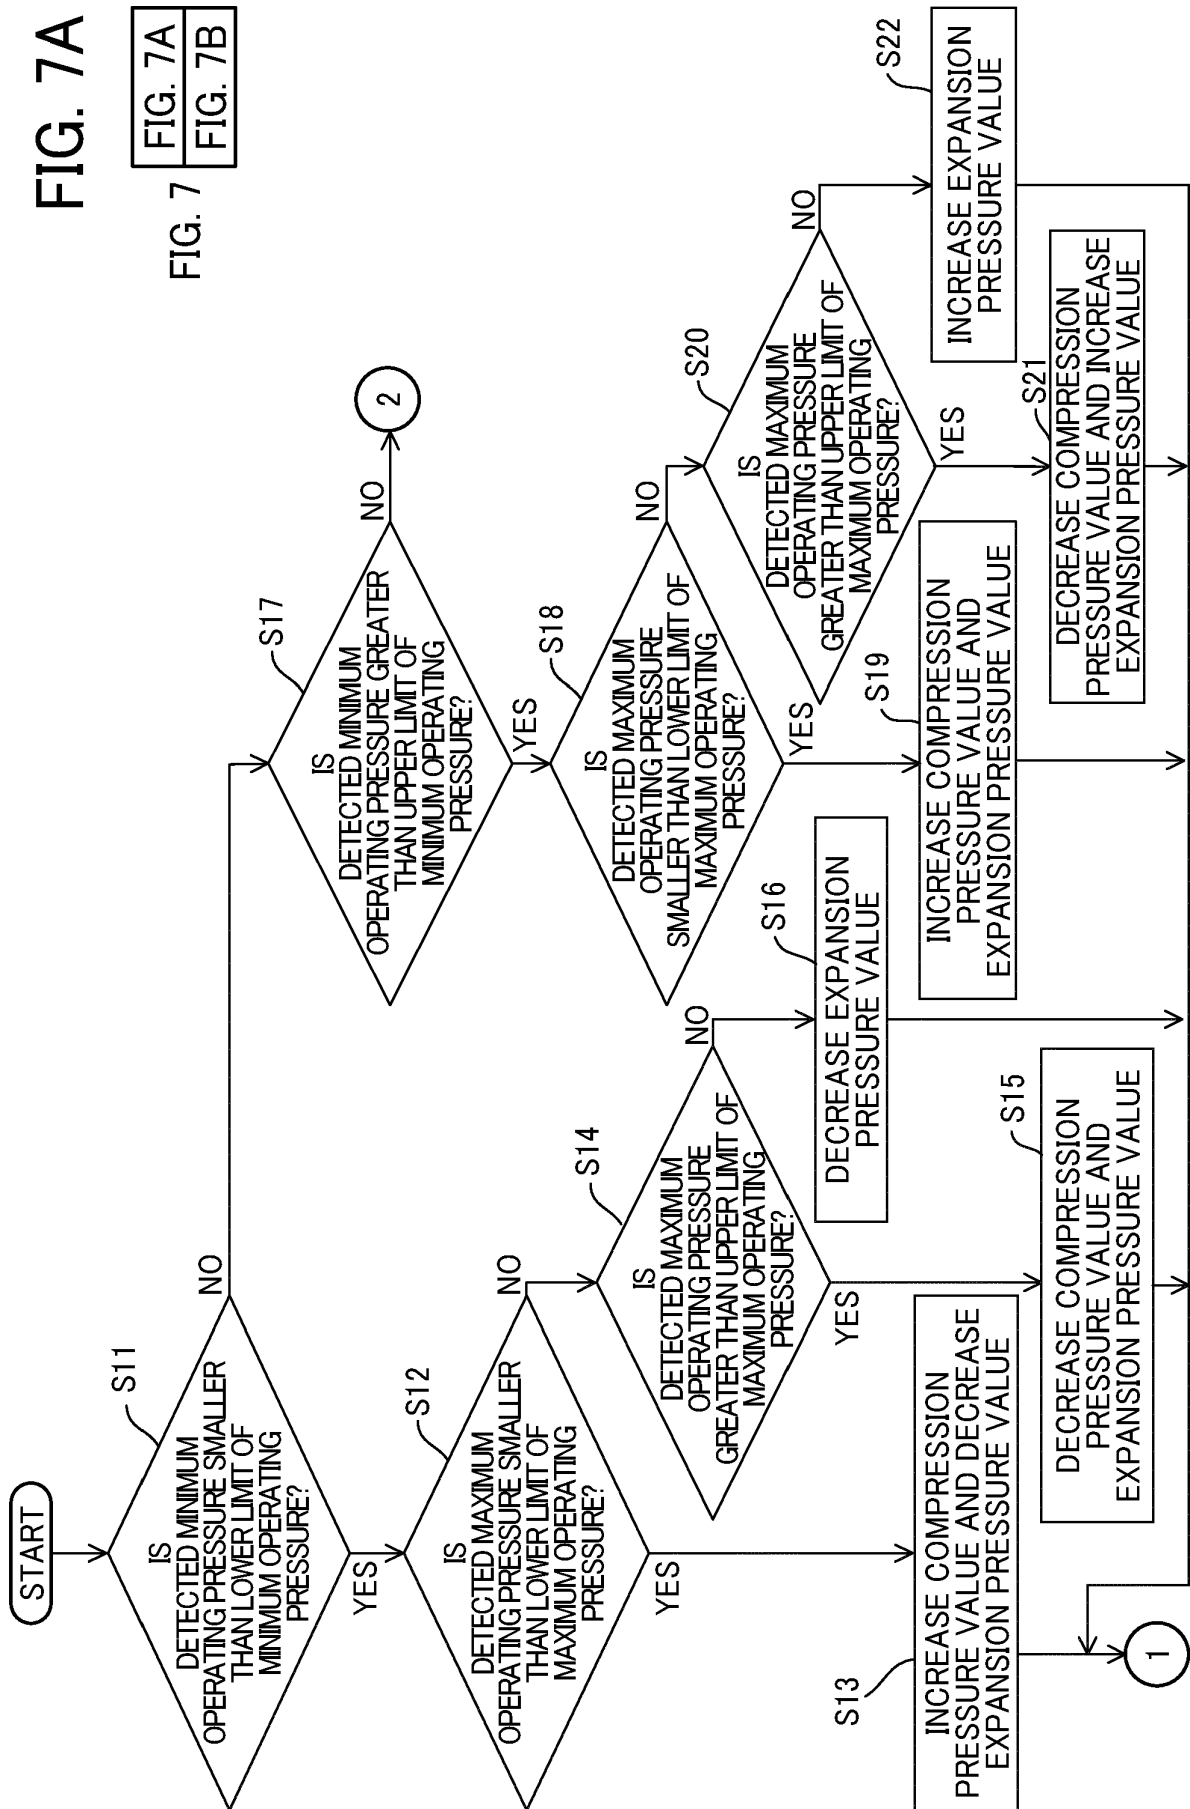 FIG. 7A
FIG. 7
FIG. 7A
FIG. 7B
START
S11
IS
DETECTED MINIMUM
OPERATING PRESSURE SMALLER
THAN LOWER LIMIT OF
MINIMUM OPERATING
PRESSURE?
NO
YES
S12
IS
DETECTED MAXIMUM
OPERATING PRESSURE SMALLER
THAN LOWER LIMIT OF
MAXIMUM OPERATING
PRESSURE?
NO
YES
S13
INCREASE COMPRESSION
PRESSURE VALUE AND DECREASE
EXPANSION PRESSURE VALUE
S14
IS
DETECTED MAXIMUM
OPERATING PRESSURE
GREATER THAN UPPER LIMIT OF
MAXIMUM OPERATING
PRESSURE?
NO
YES
S15
DECREASE COMPRESSION
PRESSURE VALUE AND
EXPANSION PRESSURE VALUE
S16
DECREASE EXPANSION
PRESSURE VALUE
S17
IS
DETECTED MINIMUM
OPERATING PRESSURE GREATER
THAN UPPER LIMIT OF
MINIMUM OPERATING
PRESSURE?
NO
2
YES
S18
IS
DETECTED MAXIMUM
OPERATING PRESSURE
SMALLER THAN LOWER LIMIT OF
MAXIMUM OPERATING
PRESSURE?
NO
YES
S19
INCREASE COMPRESSION
PRESSURE VALUE AND
EXPANSION PRESSURE VALUE
S20
IS
DETECTED MAXIMUM
OPERATING PRESSURE
GREATER THAN UPPER LIMIT OF
MAXIMUM OPERATING
PRESSURE?
NO
YES
S21
DECREASE COMPRESSION
PRESSURE VALUE AND INCREASE
EXPANSION PRESSURE VALUE
S22
INCREASE EXPANSION
PRESSURE VALUE
1